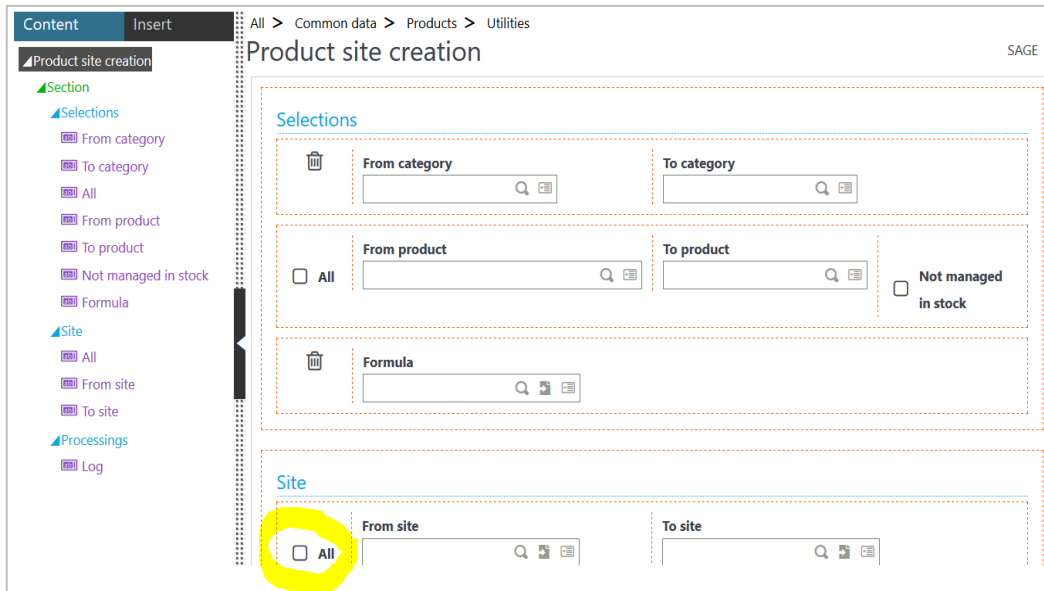 Content Insert
Product site creation
Section
Selections
From category
To category
All
From product
To product
Not managed in stock
Formula
Site
All
From site
To site
Processings
Log
All > Common data > Products > Utilities
Product site creation
SAGE
Selections
From category To category
From product To product
All
Not managed
in stock
Formula
Site
From site To site
All